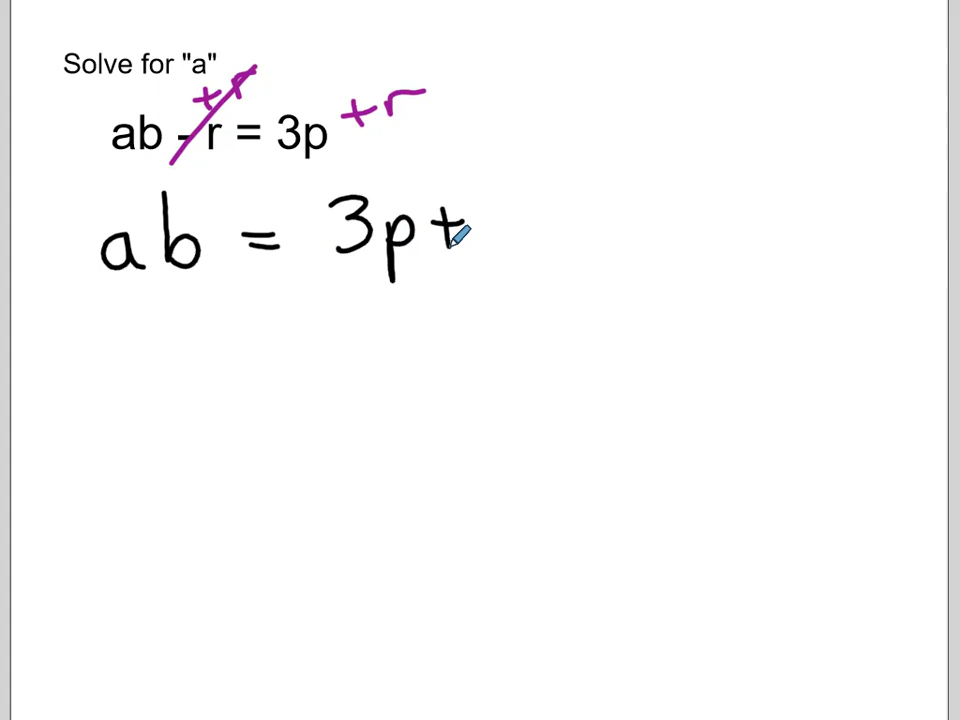 Solve for "a"
+r
ab - r = 3p +r
ab = 3p+